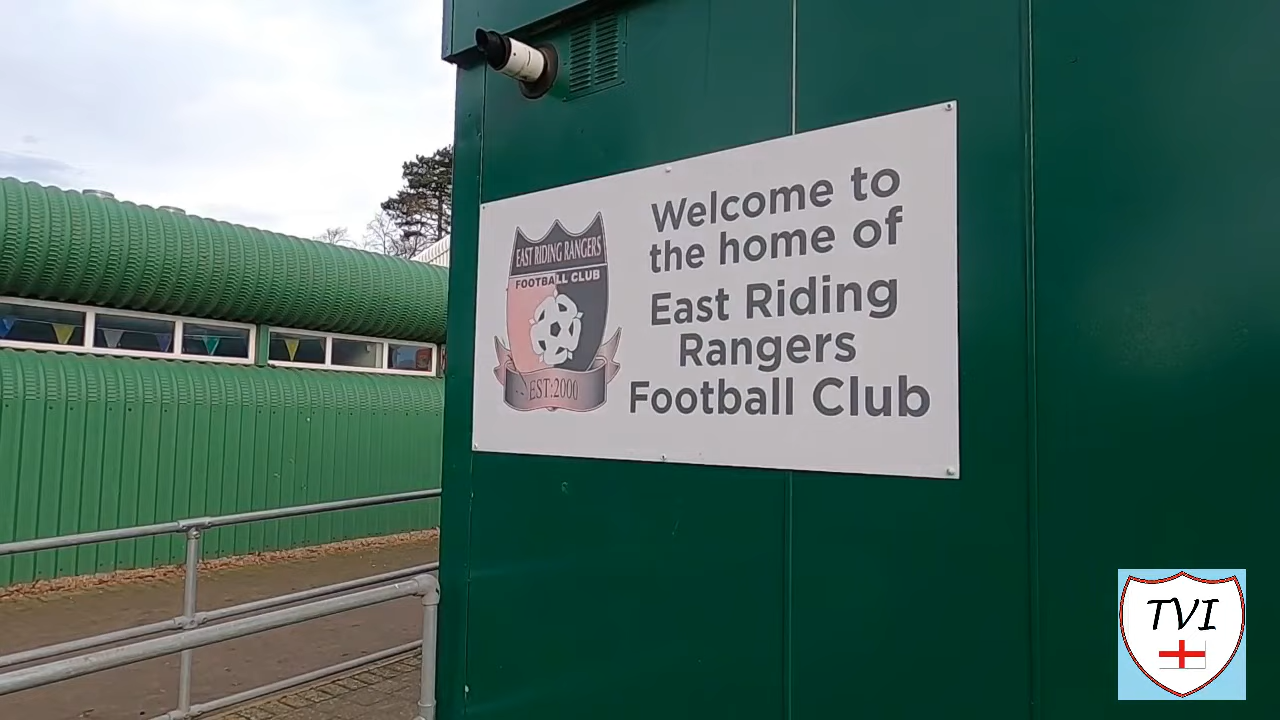 EAST RIDING RANGERS
FOOTBALL CLUB
EST:2000
Welcome to
the home of
East Riding
Rangers
Football Club
TVI